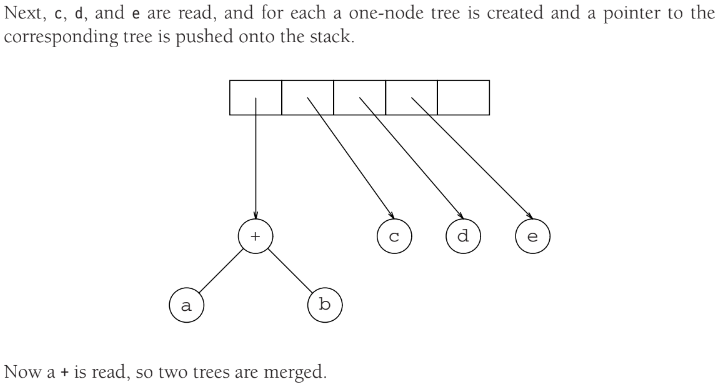 Next, c, d, and e are read, and for each a one-node tree is created and a pointer to the
corresponding tree is pushed onto the stack.
+ c d e
a b
Now a + is read, so two trees are merged.